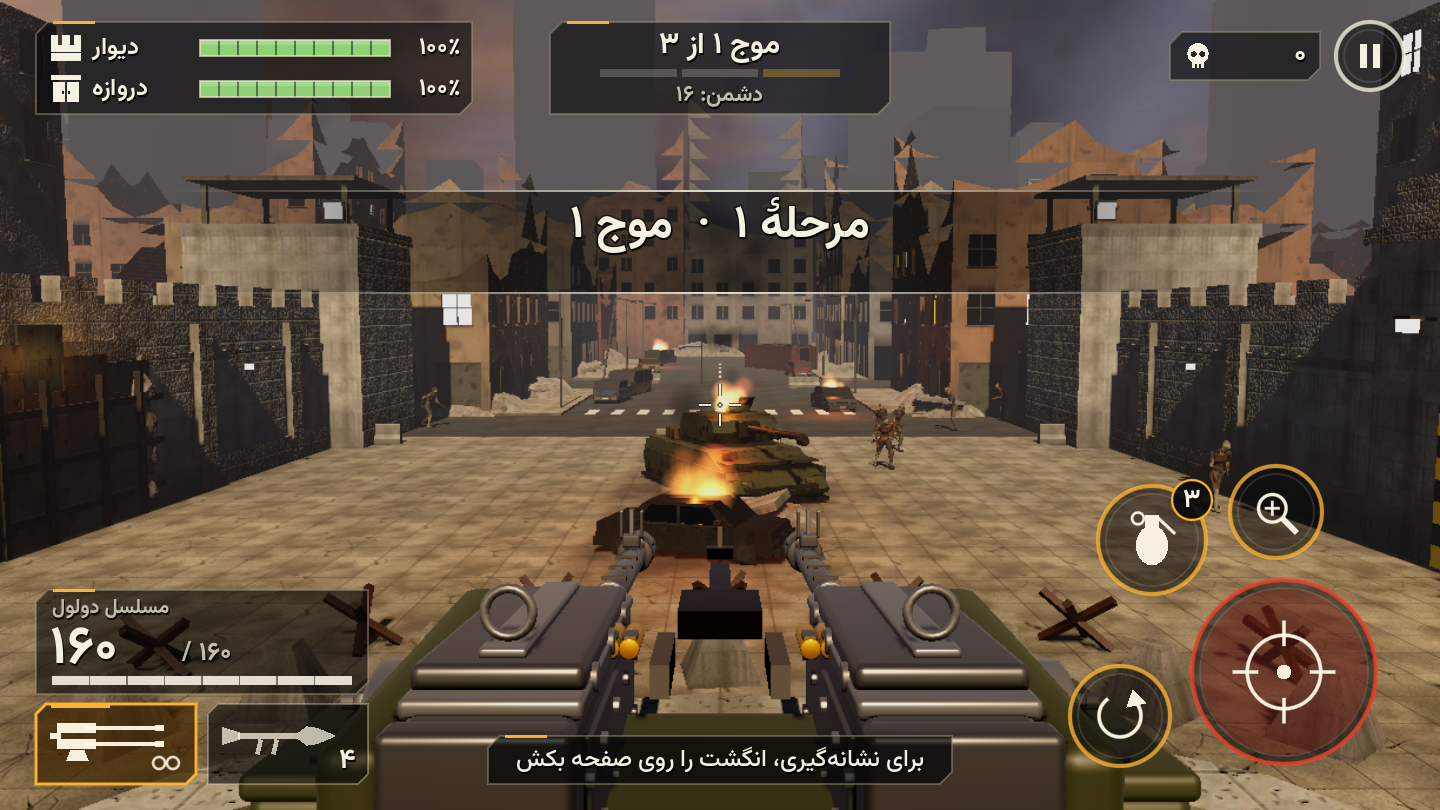 دیوار ۱۰۰٪
دروازه ۱۰۰٪
موج ۱ از ۳
دشمن: ۱۶
۰
مرحلهٔ ۱ · موج ۱
۳
مسلسل دولول
۱۶۰ / ۱۶۰
∞
۴
برای نشانه‌گیری، انگشت را روی صفحه بکش